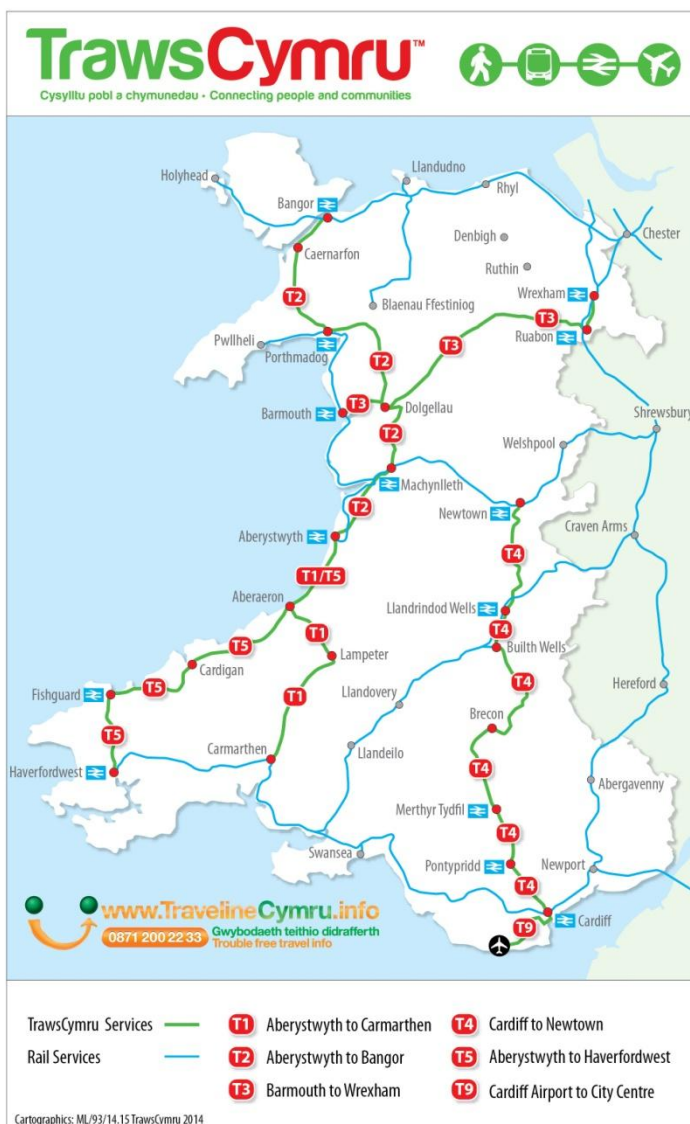 TrawsCymru™
Cysylltu pobl a chymunedau • Connecting people and communities
Holyhead
Llandudno
Rhyl
Bangor
Chester
Denbigh
Caernarfon
Ruthin
Wrexham
T2
Blaenau Ffestiniog
T3
Pwllheli
Porthmadog
Ruabon
T3
T2
T3
Dolgellau
Barmouth
Shrewsbury
T2
Welshpool
Machynlleth
Newtown
T2
Craven Arms
Aberystwyth
T4
T1/T5
Aberaeron
Llandrindod Wells
T4
T1
T5
Builth Wells
Lampeter
Cardigan
T4
Hereford
Fishguard
T5
Llandovery
T1
Brecon
T5
Carmarthen
Llandeilo
Haverfordwest
T4
Abergavenny
Merthyr Tydfil
T4
Swansea
Pontypridd
Newport
T4
Cardiff
T9
www.TravelineCymru.info
0871 200 22 33
Gwybodaeth teithio didrafferth
Trouble free travel info
TrawsCymru Services
Rail Services
T1 Aberystwyth to Carmarthen
T2 Aberystwyth to Bangor
T3 Barmouth to Wrexham
T4 Cardiff to Newtown
T5 Aberystwyth to Haverfordwest
T9 Cardiff Airport to City Centre
Cartographics: ML/93/14.15 TrawsCymru 2014